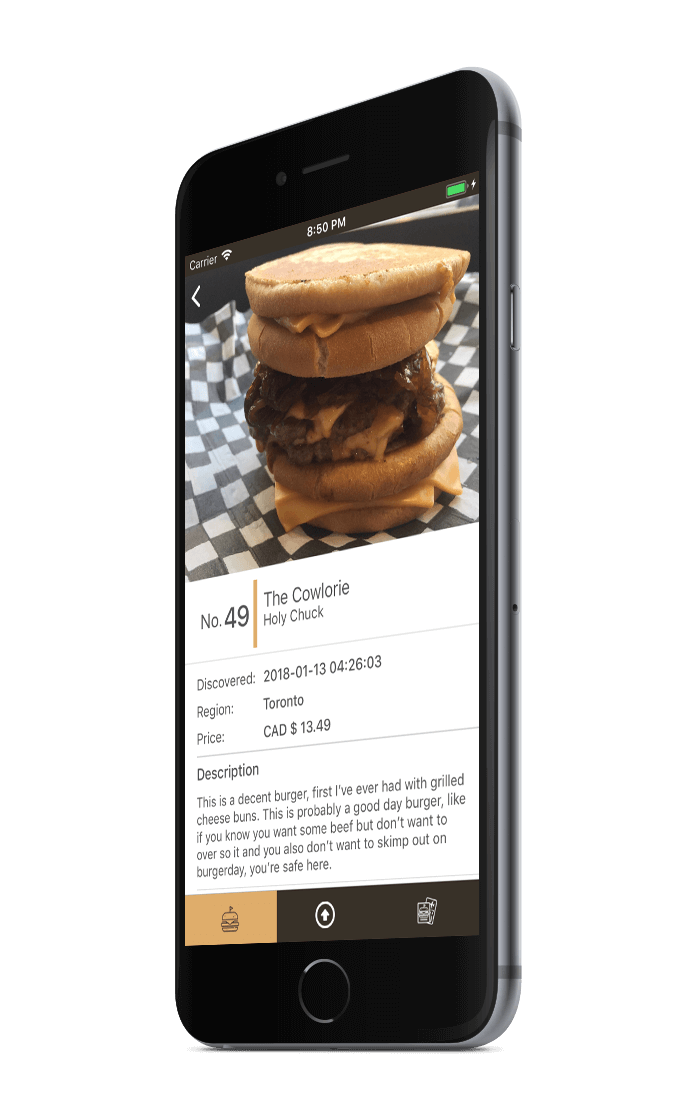 Carrier 8:50 PM
No. 49
The Cowlorie
Holy Chuck
Discovered: 2018-01-13 04:26:03
Region: Toronto
Price: CAD $ 13.49
Description
This is a decent burger, first I've ever had with grilled
cheese buns. This is probably a good day burger, like
if you know you want some beef but don't want to
over so it and you also don't want to skimp out on
burgerday, you're safe here.